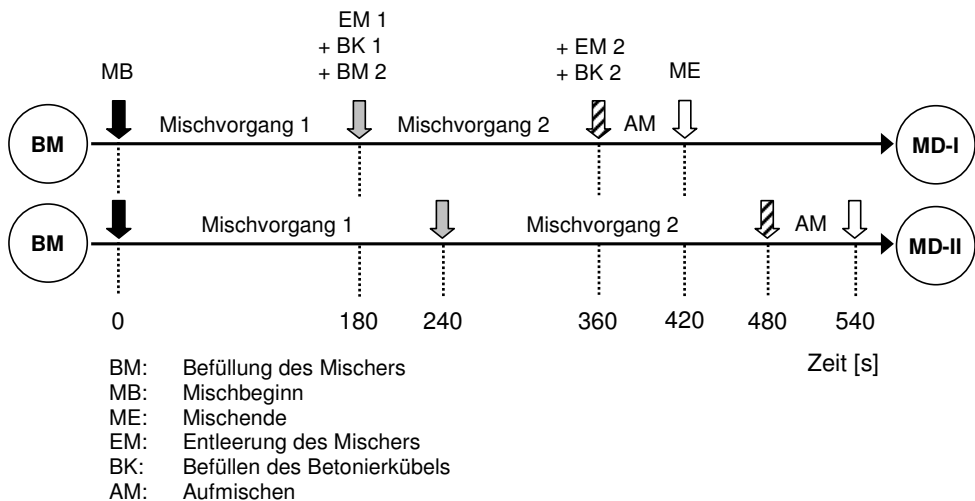 EM 1
+ BK 1
+ BM 2
+ EM 2
+ BK 2
MB
ME
BM
Mischvorgang 1
Mischvorgang 2
AM
MD-I
BM
Mischvorgang 1
Mischvorgang 2
AM
MD-II
0 180 240 360 420 480 540
Zeit [s]
BM: Befüllung des Mischers
MB: Mischbeginn
ME: Mischende
EM: Entleerung des Mischers
BK: Befüllen des Betonierkübels
AM: Aufmischen